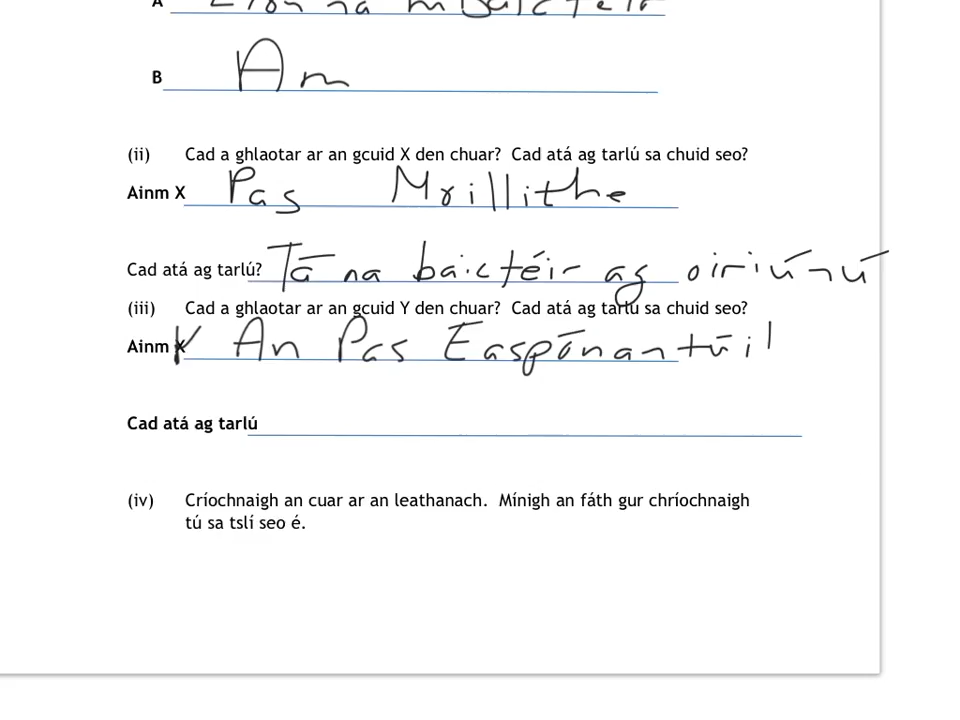 A Líon na mBaictéir
B Am
(ii) Cad a ghlaotar ar an gcuid X den chuar? Cad atá ag tarlú sa chuid seo?
Ainm X Pas Moillithe
Cad atá ag tarlú? Tá na baictéir ag oiriúnú
(iii) Cad a ghlaotar ar an gcuid Y den chuar? Cad atá ag tarlú sa chuid seo?
Ainm Y An Pas Easpónantúil
Cad atá ag tarlú
(iv) Críochnaigh an cuar ar an leathanach. Mínigh an fáth gur chríochnaigh
tú sa tslí seo é.